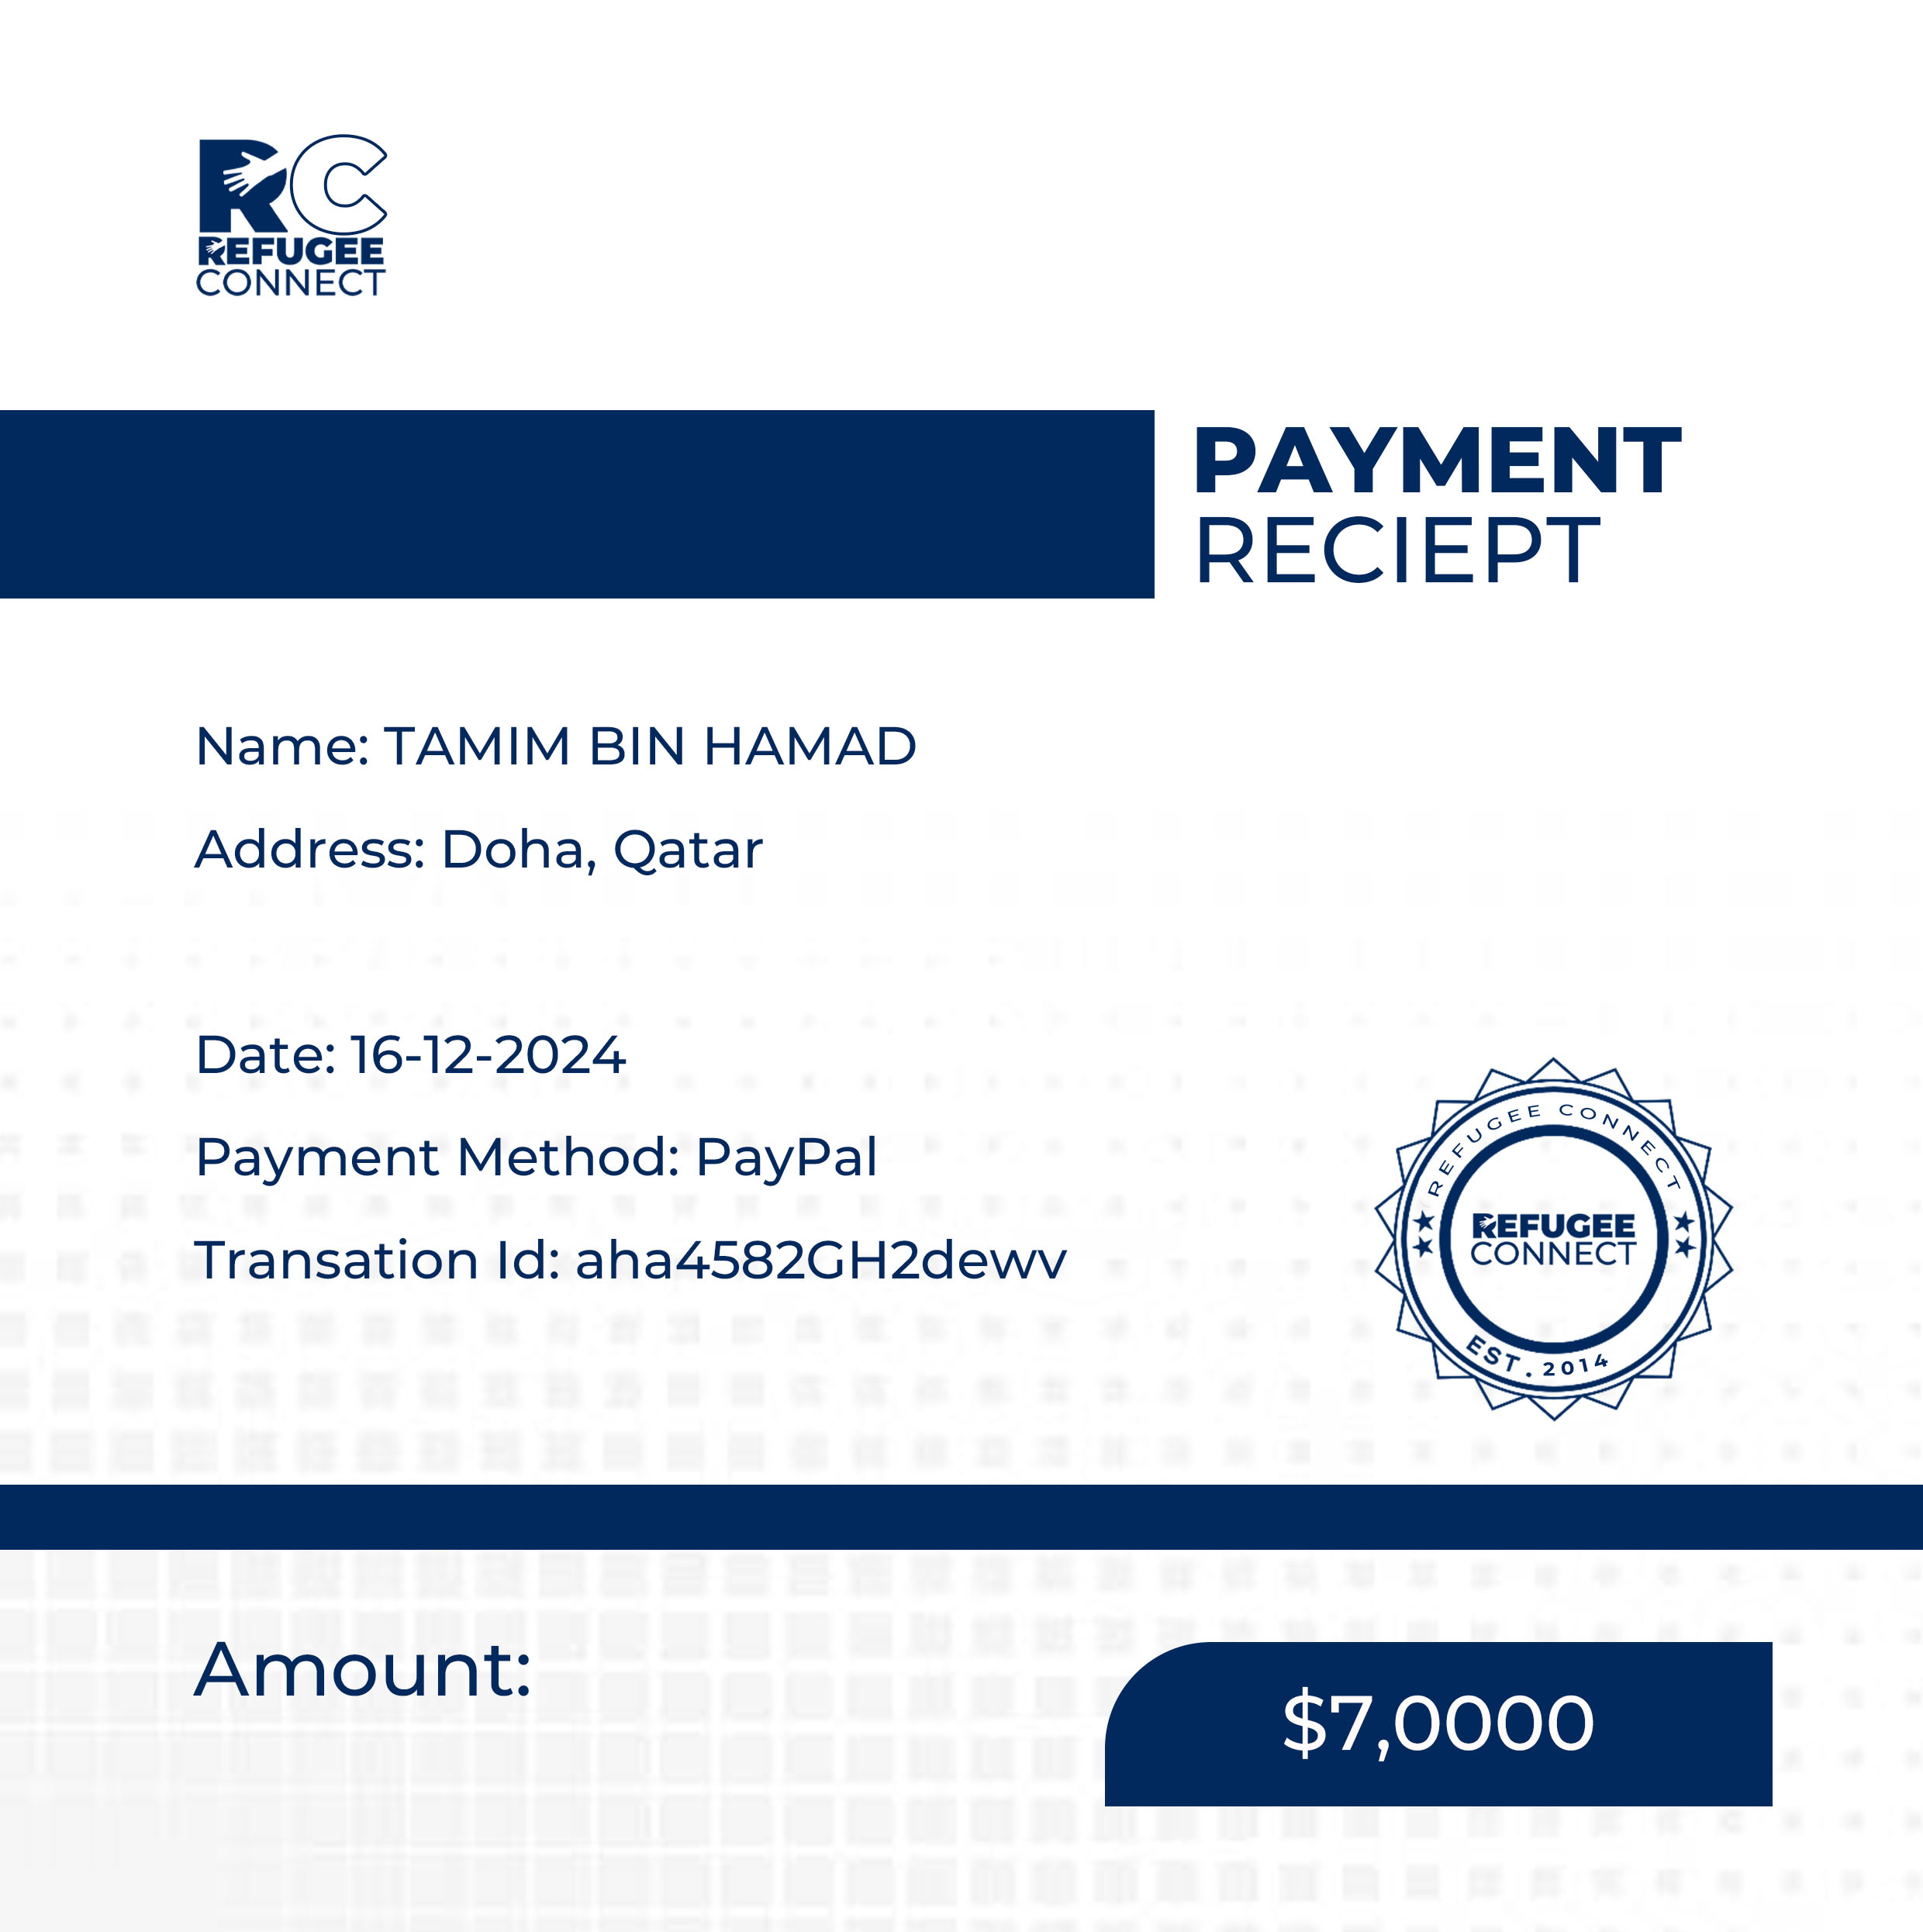 RC
REFUGEE
CONNECT
PAYMENT
RECIEPT
Name: TAMIM BIN HAMAD
Address: Doha, Qatar
Date: 16-12-2024
Payment Method: PayPal
Transation Id: aha4582GH2dewv
REFUGEE CONNECT
REFUGEE
CONNECT
EST. 2014
Amount:
$7,0000